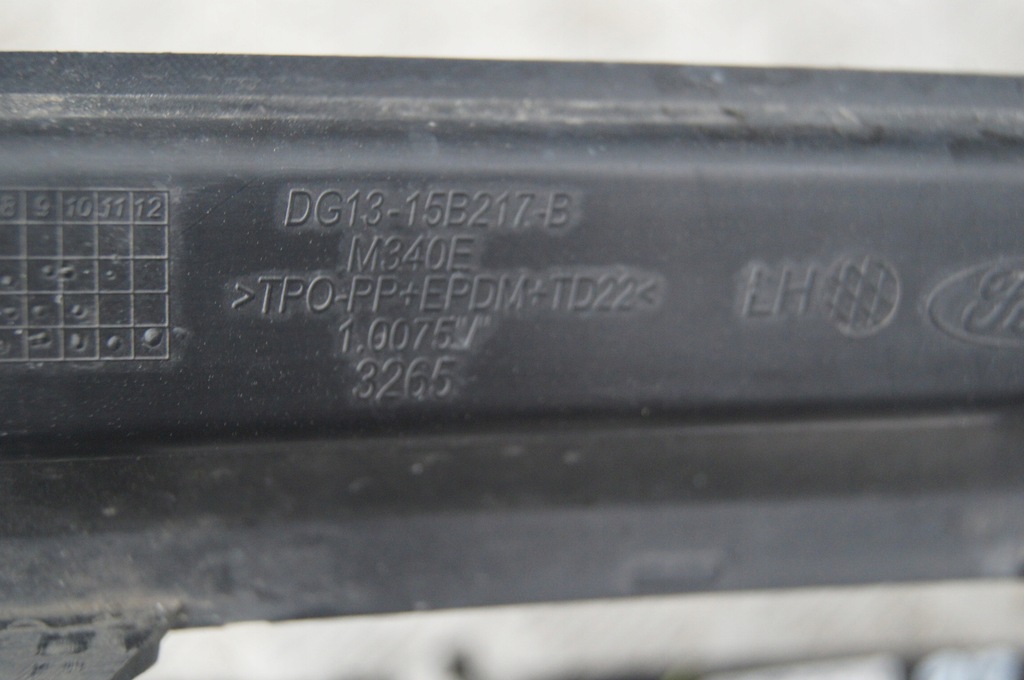 8 9 10 11 12
DG13-15B217-B
M340E
>TPO-PP+EPDM+TD22<
1.0075"/"
3265
LH